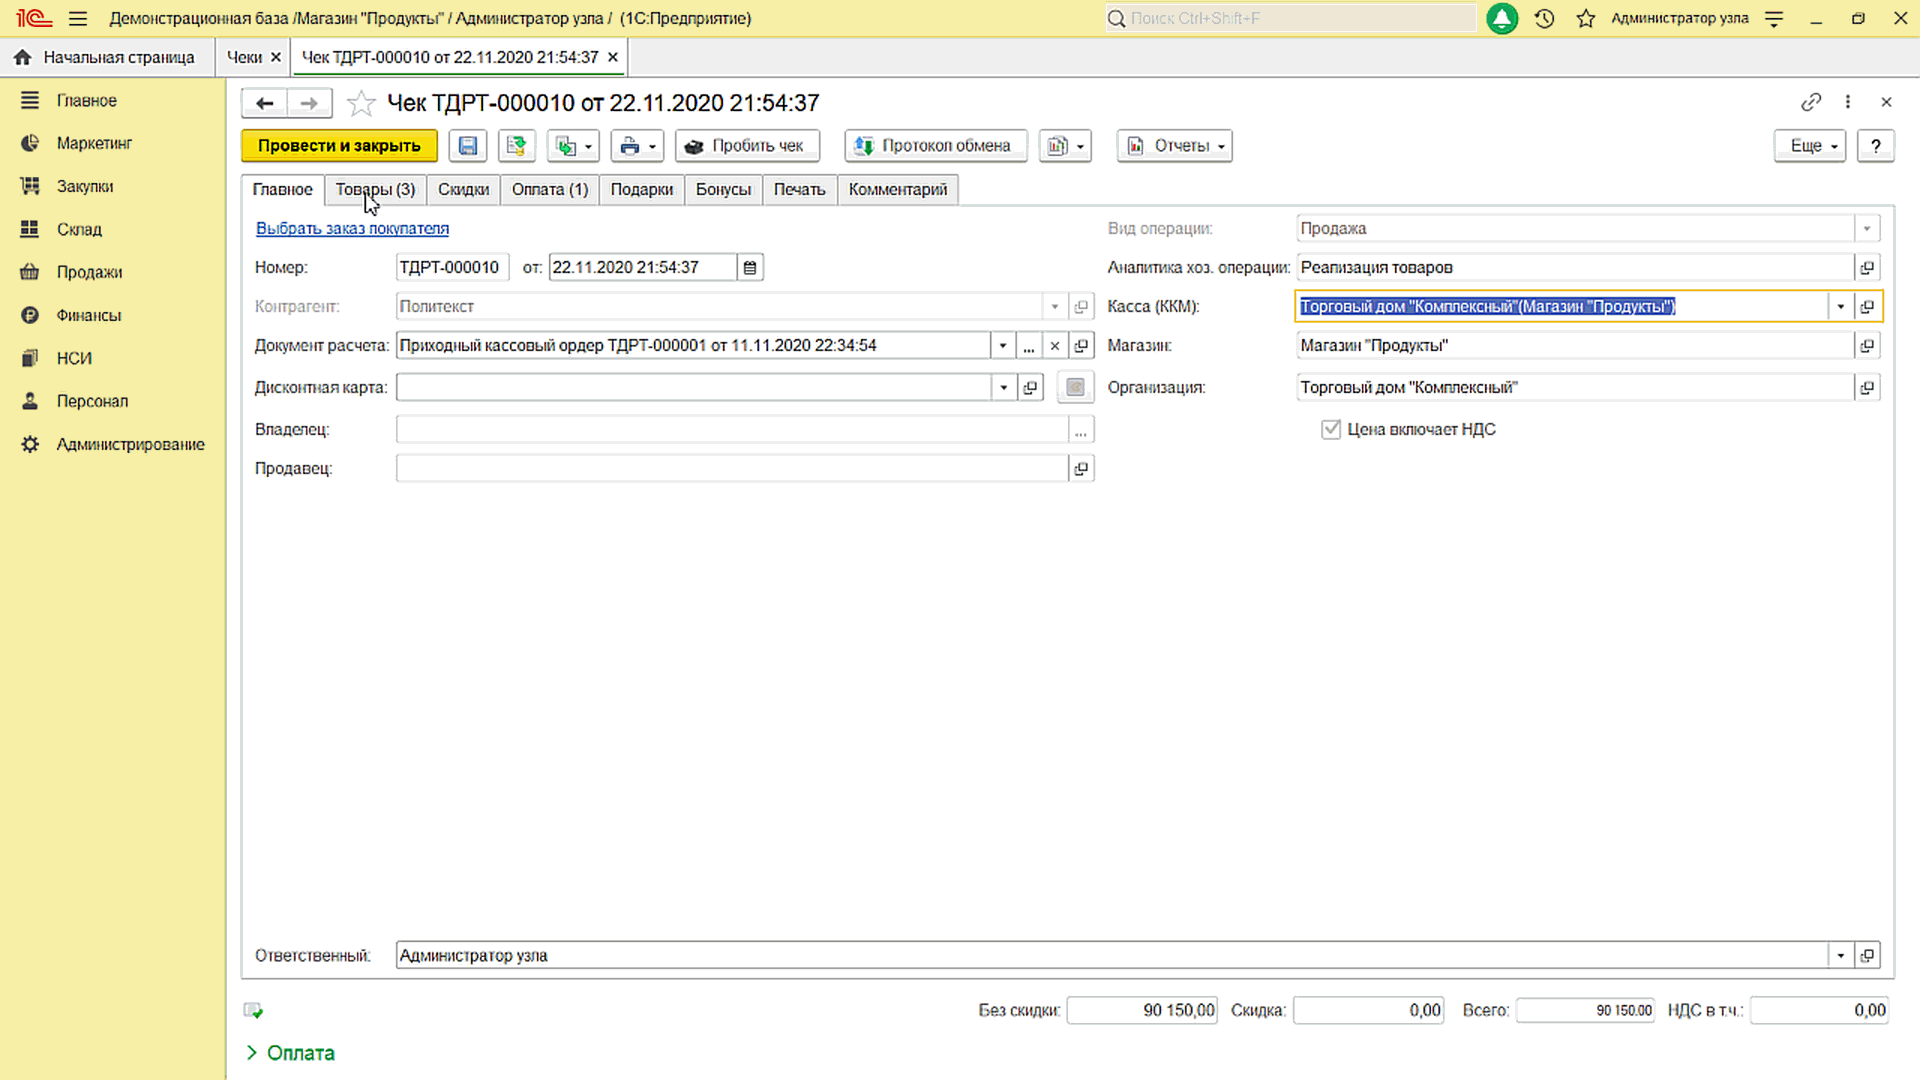 1С Демонстрационная база /Магазин "Продукты" / Администратор узла / (1С:Предприятие) Поиск Ctrl+Shift+F Администратор узла
Начальная страница Чеки × Чек ТДРТ-000010 от 22.11.2020 21:54:37 ×
Главное
Маркетинг
Закупки
Склад
Продажи
Финансы
НСИ
Персонал
Администрирование
Чек ТДРТ-000010 от 22.11.2020 21:54:37
Провести и закрыть Пробить чек Протокол обмена Отчеты Еще ?
Главное Товары (3) Скидки Оплата (1) Подарки Бонусы Печать Комментарий
Выбрать заказ покупателя Вид операции: Продажа
Номер: ТДРТ-000010 от: 22.11.2020 21:54:37 Аналитика хоз. операции: Реализация товаров
Контрагент: Политекст Касса (ККМ): Торговый дом "Комплексный"(Магазин "Продукты")
Документ расчета: Приходный кассовый ордер ТДРТ-000001 от 11.11.2020 22:34:54 ... × Магазин: Магазин "Продукты"
Дисконтная карта: Организация: Торговый дом "Комплексный"
Владелец: ... Цена включает НДС
Продавец:
Ответственный: Администратор узла
Без скидки: 90 150,00 Скидка: 0,00 Всего: 90 150.00 НДС в т.ч.: 0,00
Оплата